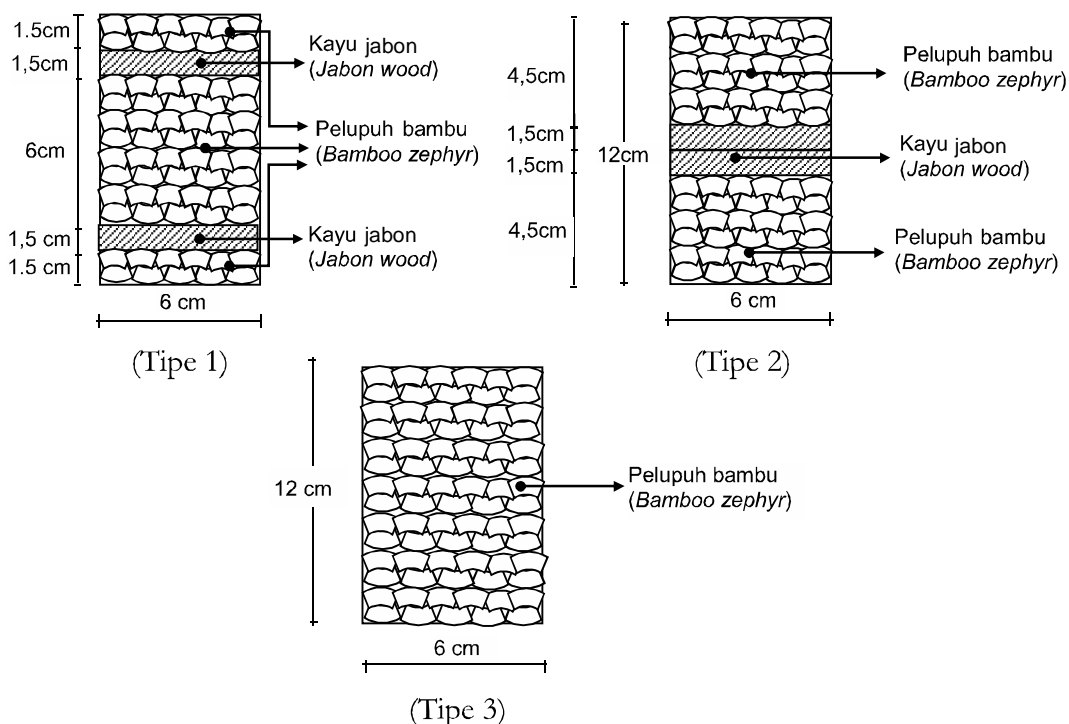 1.5cm
1,5cm
6cm
1,5 cm
1.5 cm
Kayu jabon
(Jabon wood)
Pelupuh bambu
(Bamboo zephyr)
Kayu jabon
(Jabon wood)
6 cm
(Tipe 1)
4,5cm
1,5cm
1,5cm
4,5cm
12cm
Pelupuh bambu
(Bamboo zephyr)
Kayu jabon
(Jabon wood)
Pelupuh bambu
(Bamboo zephyr)
6 cm
(Tipe 2)
12 cm
Pelupuh bambu
(Bamboo zephyr)
6 cm
(Tipe 3)